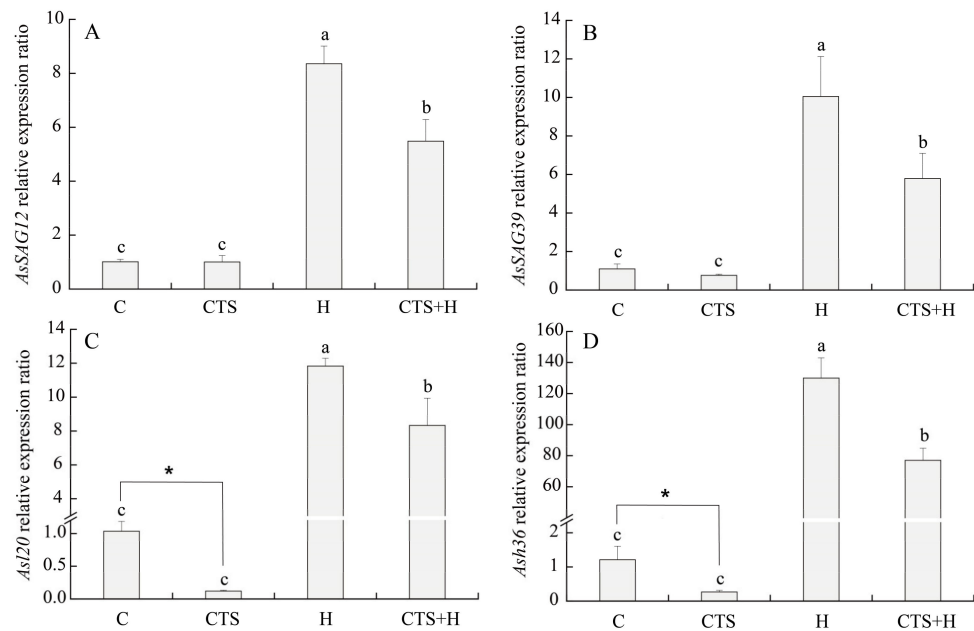 A
AsSAG12 relative expression ratio
10
8
6
4
2
0
c
c
a
b
C CTS H CTS+H
B
AsSAG39 relative expression ratio
14
12
10
8
6
4
2
0
c
c
a
b
C CTS H CTS+H
C
Asl20 relative expression ratio
14
12
10
8
6
4
1.0
0.5
0.0
*
c
c
a
b
C CTS H CTS+H
D
Ash36 relative expression ratio
160
140
120
100
80
60
2
1
0
*
c
c
a
b
C CTS H CTS+H